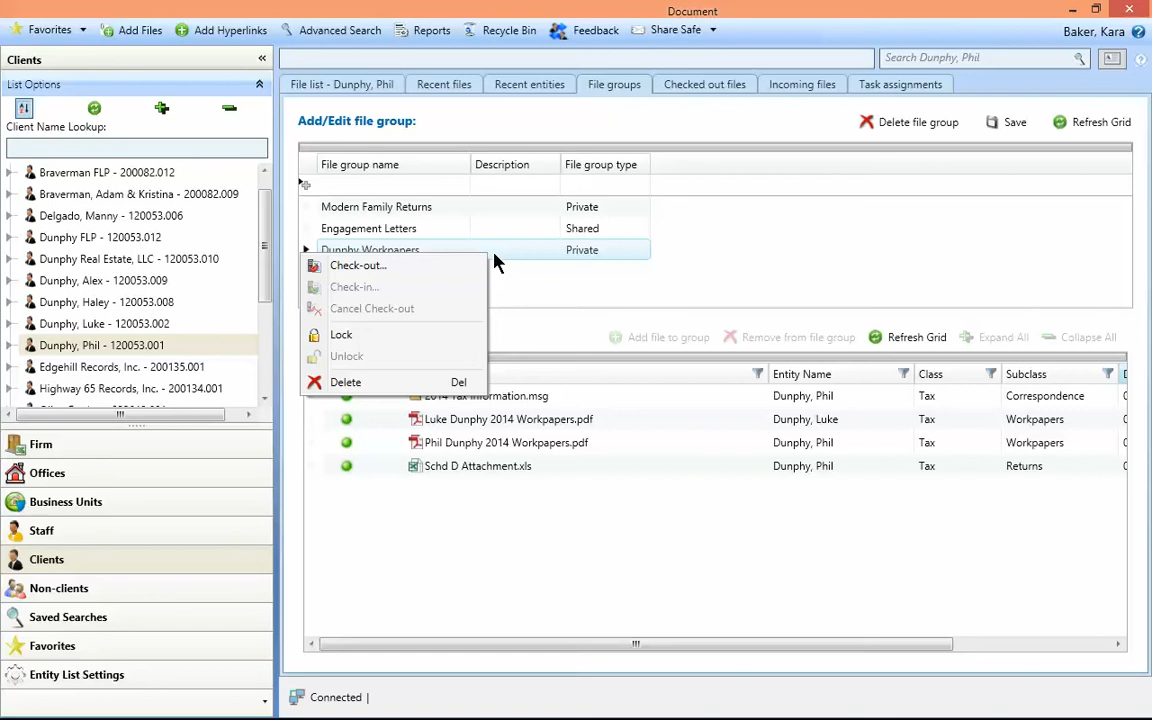 Document
Favorites Add Files Add Hyperlinks Advanced Search Reports Recycle Bin Feedback Share Safe Baker, Kara
Clients
Search Dunphy, Phil
List Options
File list - Dunphy, Phil Recent files Recent entities File groups Checked out files Incoming files Task assignments
Client Name Lookup:
Add/Edit file group: Delete file group Save Refresh Grid
File group name Description File group type
Modern Family Returns Private
Engagement Letters Shared
Dunphy Workpapers Private
Braverman FLP - 200082.012
Braverman, Adam & Kristina - 200082.009
Delgado, Manny - 120053.006
Dunphy FLP - 120053.012
Dunphy Real Estate, LLC - 120053.010
Dunphy, Alex - 120053.009
Dunphy, Haley - 120053.008
Dunphy, Luke - 120053.002
Dunphy, Phil - 120053.001
Edgehill Records, Inc. - 200135.001
Highway 65 Records, Inc. - 200134.001
Check-out...
Check-in...
Cancel Check-out
Lock
Unlock
Delete Del
Add file to group Remove from file group Refresh Grid Expand All Collapse All
Entity Name Class Subclass
2014 Tax Information.msg Dunphy, Phil Tax Correspondence
Luke Dunphy 2014 Workpapers.pdf Dunphy, Luke Tax Workpapers
Phil Dunphy 2014 Workpapers.pdf Dunphy, Phil Tax Workpapers
Schd D Attachment.xls Dunphy, Phil Tax Returns
Firm
Offices
Business Units
Staff
Clients
Non-clients
Saved Searches
Favorites
Entity List Settings
Connected |